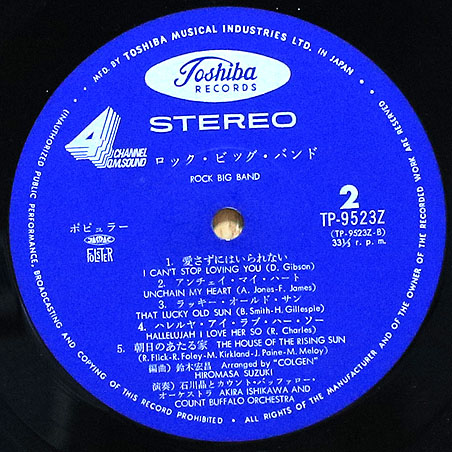 MFD. BY TOSHIBA MUSICAL INDUSTRIES LTD. IN JAPAN.
Toshiba
RECORDS
STEREO
4 CHANNEL Q.M.SOUND
ロック・ビッグ・バンド
ROCK BIG BAND
2
TP-9523Z
(TP-9523Z-B)
33⅓ r. p. m.
ポピュラー
FOLSTER
1. 愛さずにはいられない
I CAN'T STOP LOVING YOU (D. Gibson)
2. アンチェイン・マイ・ハート
UNCHAIN MY HEART (A. Jones-F. James)
3. ラッキー・オールド・サン
THAT LUCKY OLD SUN (B. Smith-H. Gillespie)
4. ハレルヤ・アイ・ラブ・ハー・ソー
HALLELUJAH I LOVE HER SO (R. Charles)
5. 朝日のあたる家 THE HOUSE OF THE RISING SUN
(R. Flick-R. Foley-M. Kirkland-J. Paine-M. Meloy)
編曲) 鈴木宏昌 Arranged by "COLGEN"
HIROMASA SUZUKI
演奏) 石川晶とカウント・バッファロー・
オーケストラ AKIRA ISHIKAWA AND
COUNT BUFFALO ORCHESTRA
ALL RIGHTS OF THE MANUFACTURER AND OF THE OWNER OF THE RECORDED WORK ARE RESERVED
(UNAUTHORIZED PUBLIC PERFORMANCE, BROADCASTING AND COPYING OF THIS RECORD PROHIBITED)